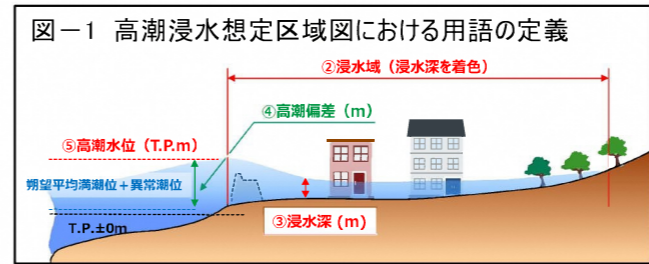 図－1 高潮浸水想定区域図における用語の定義
②浸水域（浸水深を着色）
④高潮偏差（m）
⑤高潮水位（T.P.m）
朔望平均満潮位＋異常潮位
③浸水深（m）
T.P.±0m